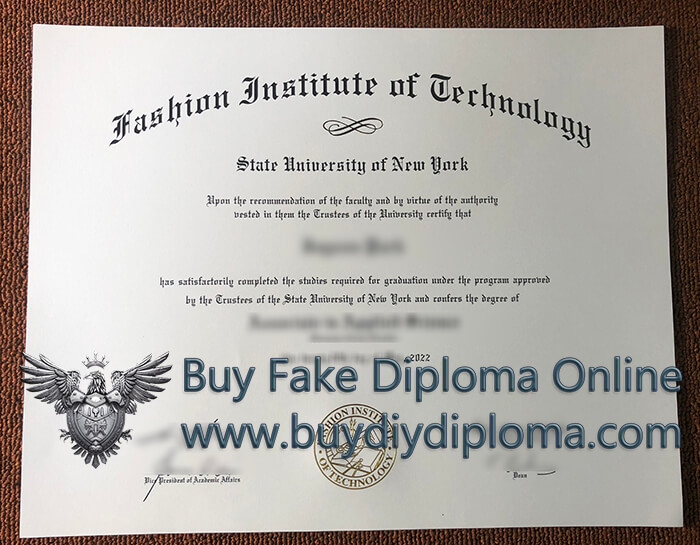 Fashion Institute of Technology
State University of New York
Upon the recommendation of the faculty and by virtue of the authority
vested in them the Trustees of the University certify that
has satisfactorily completed the studies required for graduation under the program approved
by the Trustees of the State University of New York and confers the degree of
2022
Buy Fake Diploma Online
www.buydiydiploma.com
OF TECHNOLOGY
Vice President of Academic Affairs
Dean